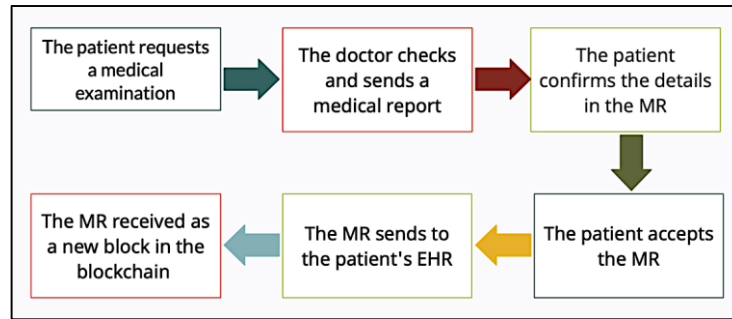 The patient requests
a medical
examination
The doctor checks
and sends a
medical report
The patient
confirms the details
in the MR
The patient accepts
the MR
The MR sends to
the patient's EHR
The MR received as
a new block in the
blockchain